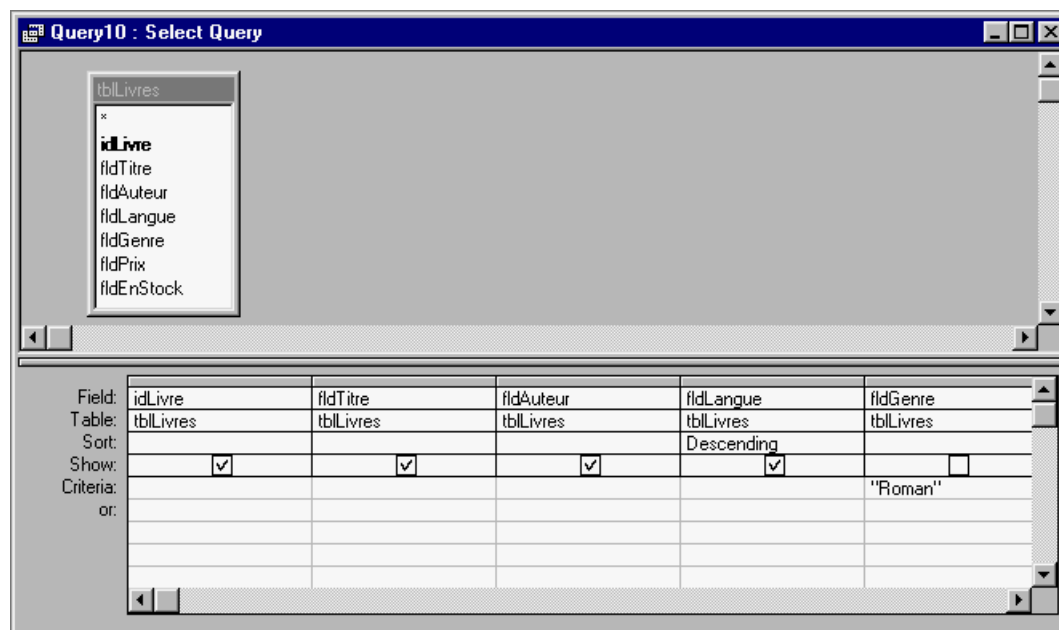 Query10 : Select Query
tblLivres
*
idLivre
fldTitre
fldAuteur
fldLangue
fldGenre
fldPrix
fldEnStock
Field: idLivre fldTitre fldAuteur fldLangue fldGenre
Table: tblLivres tblLivres tblLivres tblLivres tblLivres
Sort: Descending
Show:
Criteria: "Roman"
or: